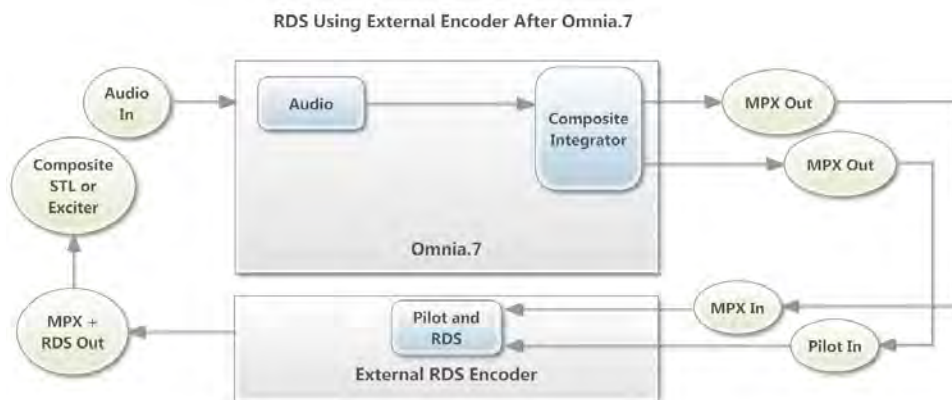 RDS Using External Encoder After Omnia.7
Audio
In
Audio
Composite
Integrator
MPX Out
MPX Out
Composite
STL or
Exciter
Omnia.7
MPX In
Pilot and
RDS
MPX +
RDS Out
Pilot In
External RDS Encoder